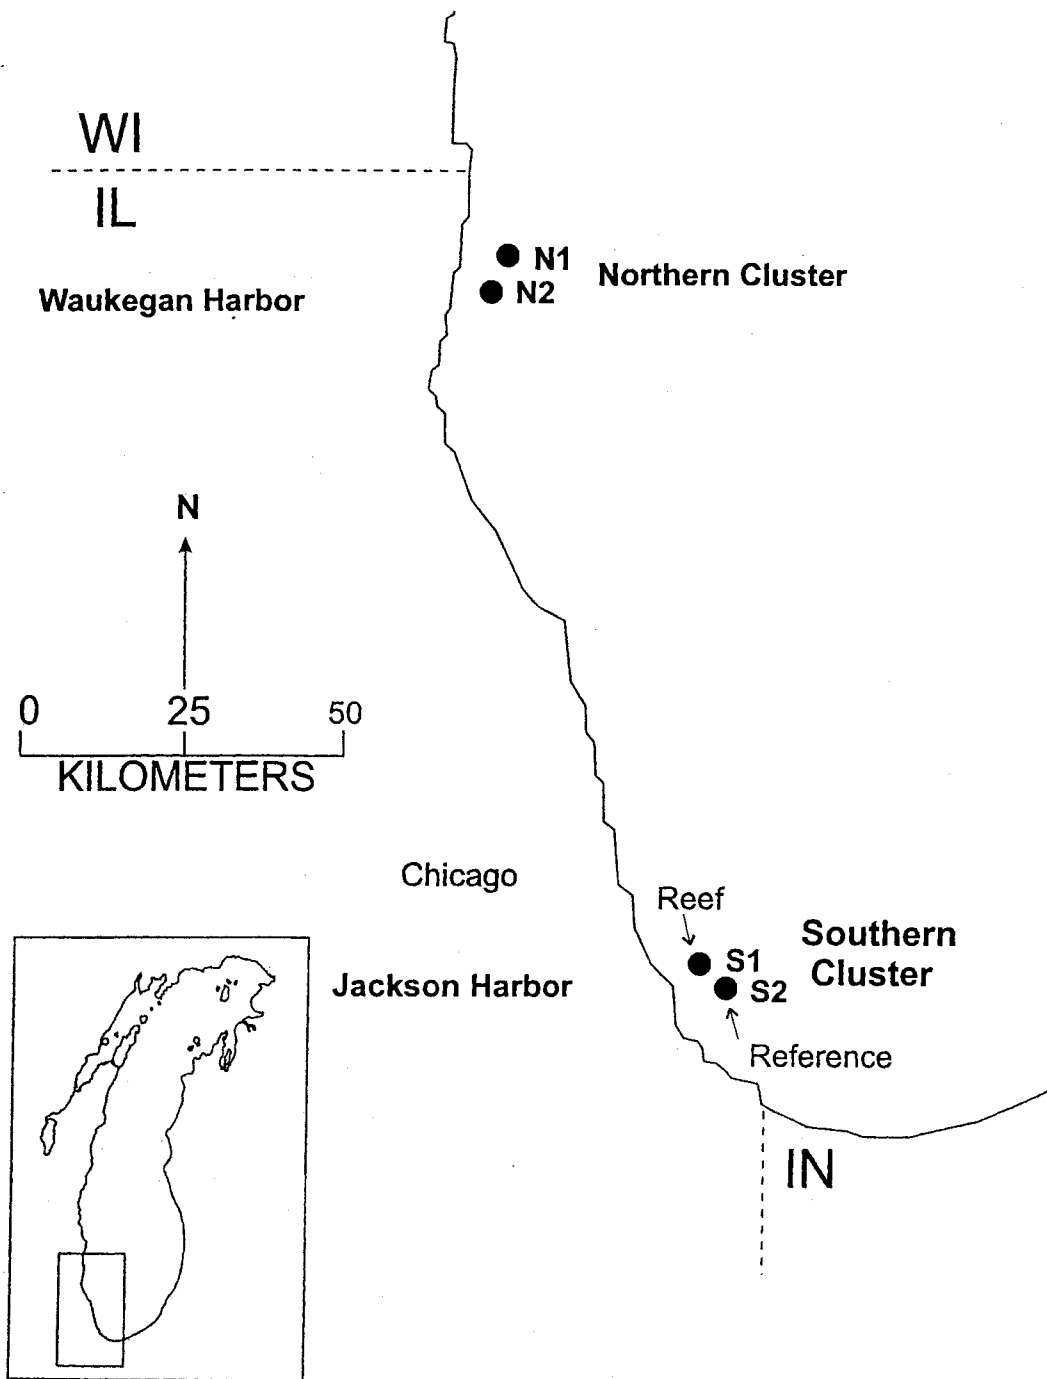 WI
IL
N1
N2
Northern Cluster
Waukegan Harbor
N
0 25 50
KILOMETERS
Chicago
Reef
S1
S2
Southern
Cluster
Jackson Harbor
Reference
IN